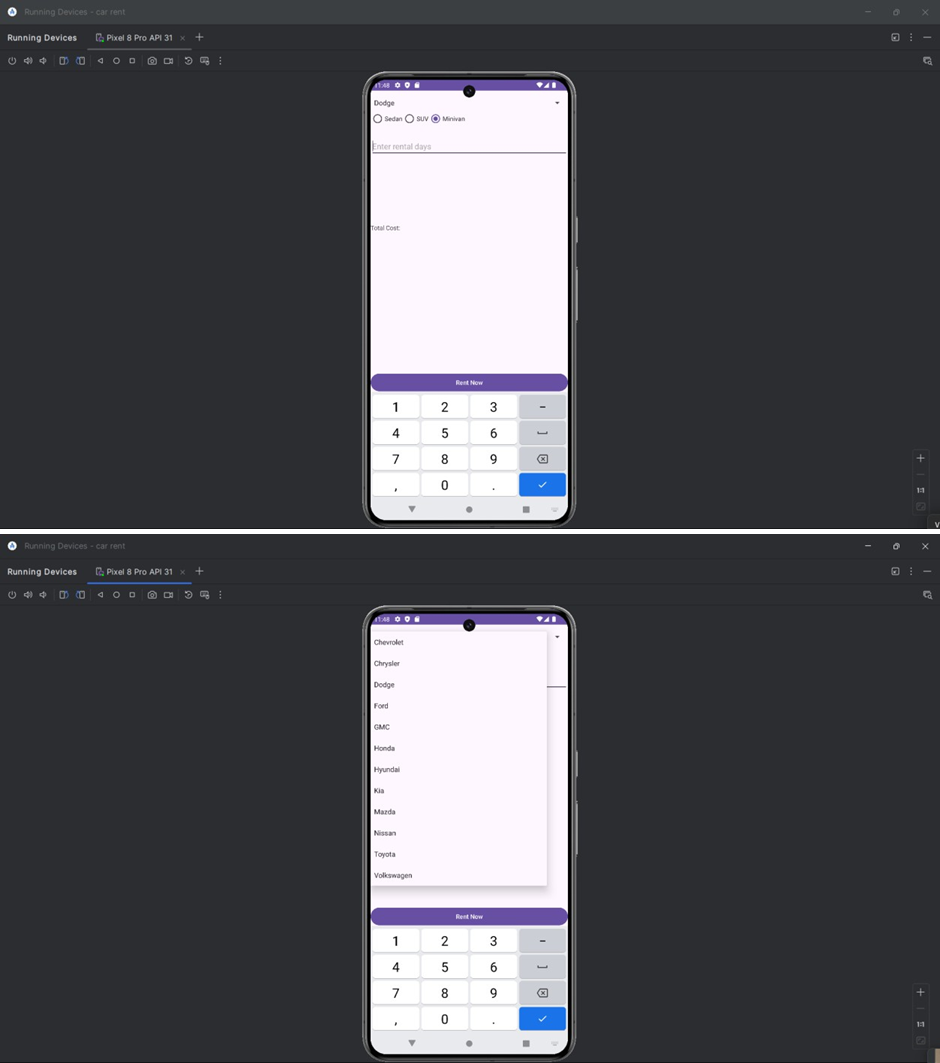 Running Devices - car rent
Running Devices Pixel 8 Pro API 31
11:48
Dodge
Sedan SUV Minivan
Enter rental days
Total Cost:
Rent Now
1 2 3 -
4 5 6
7 8 9
, 0 .
1:1
Running Devices - car rent
Running Devices Pixel 8 Pro API 31
11:48
Chevrolet
Chrysler
Dodge
Ford
GMC
Honda
Hyundai
Kia
Mazda
Nissan
Toyota
Volkswagen
Rent Now
1 2 3 -
4 5 6
7 8 9
, 0 .
1:1